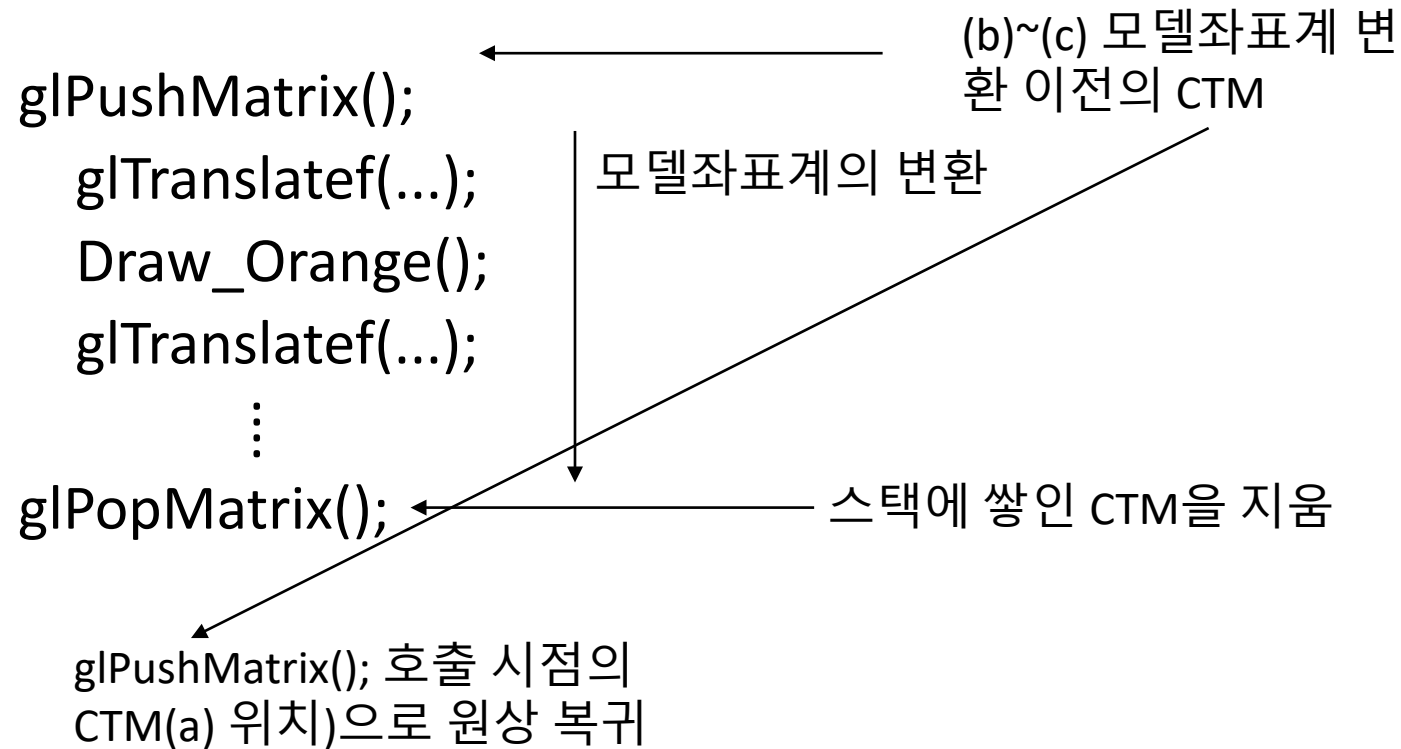 (b)~(c) 모델좌표계 변
환 이전의 CTM
glPushMatrix();
glTranslatef(...);
모델좌표계의 변환
Draw_Orange();
glTranslatef(...);
⋮
glPopMatrix();
스택에 쌓인 CTM을 지움
glPushMatrix(); 호출 시점의
CTM(a) 위치)으로 원상 복귀